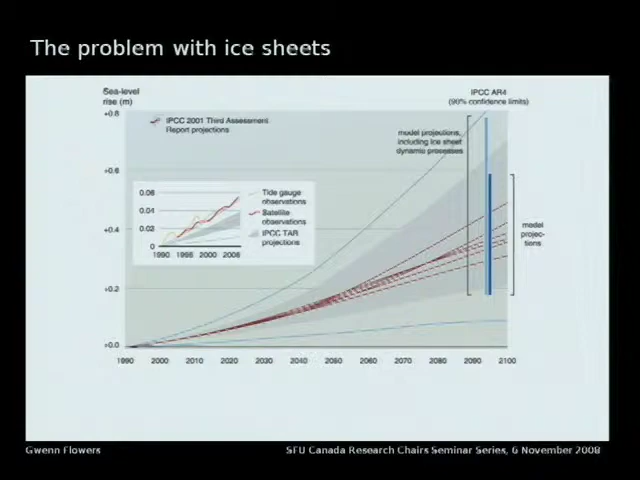 The problem with ice sheets
Sea-level
rise (m)
IPCC AR4
(90% confidence limits)
+0.8
IPCC 2001 Third Assessment
Report projections
model projections,
including ice sheet
dynamic processes
+0.6
0.06
0.04
0.02
0
1990
2000
2006
Tide gauge
observations
Satellite
observations
IPCC TAR
projections
+0.4
model
projec-
tions
+0.2
+0.0
1990 2000 2010 2020 2030 2040 2050 2060 2070 2080 2090 2100
Gwenn Flowers
SFU Canada Research Chairs Seminar Series, 6 November 2008